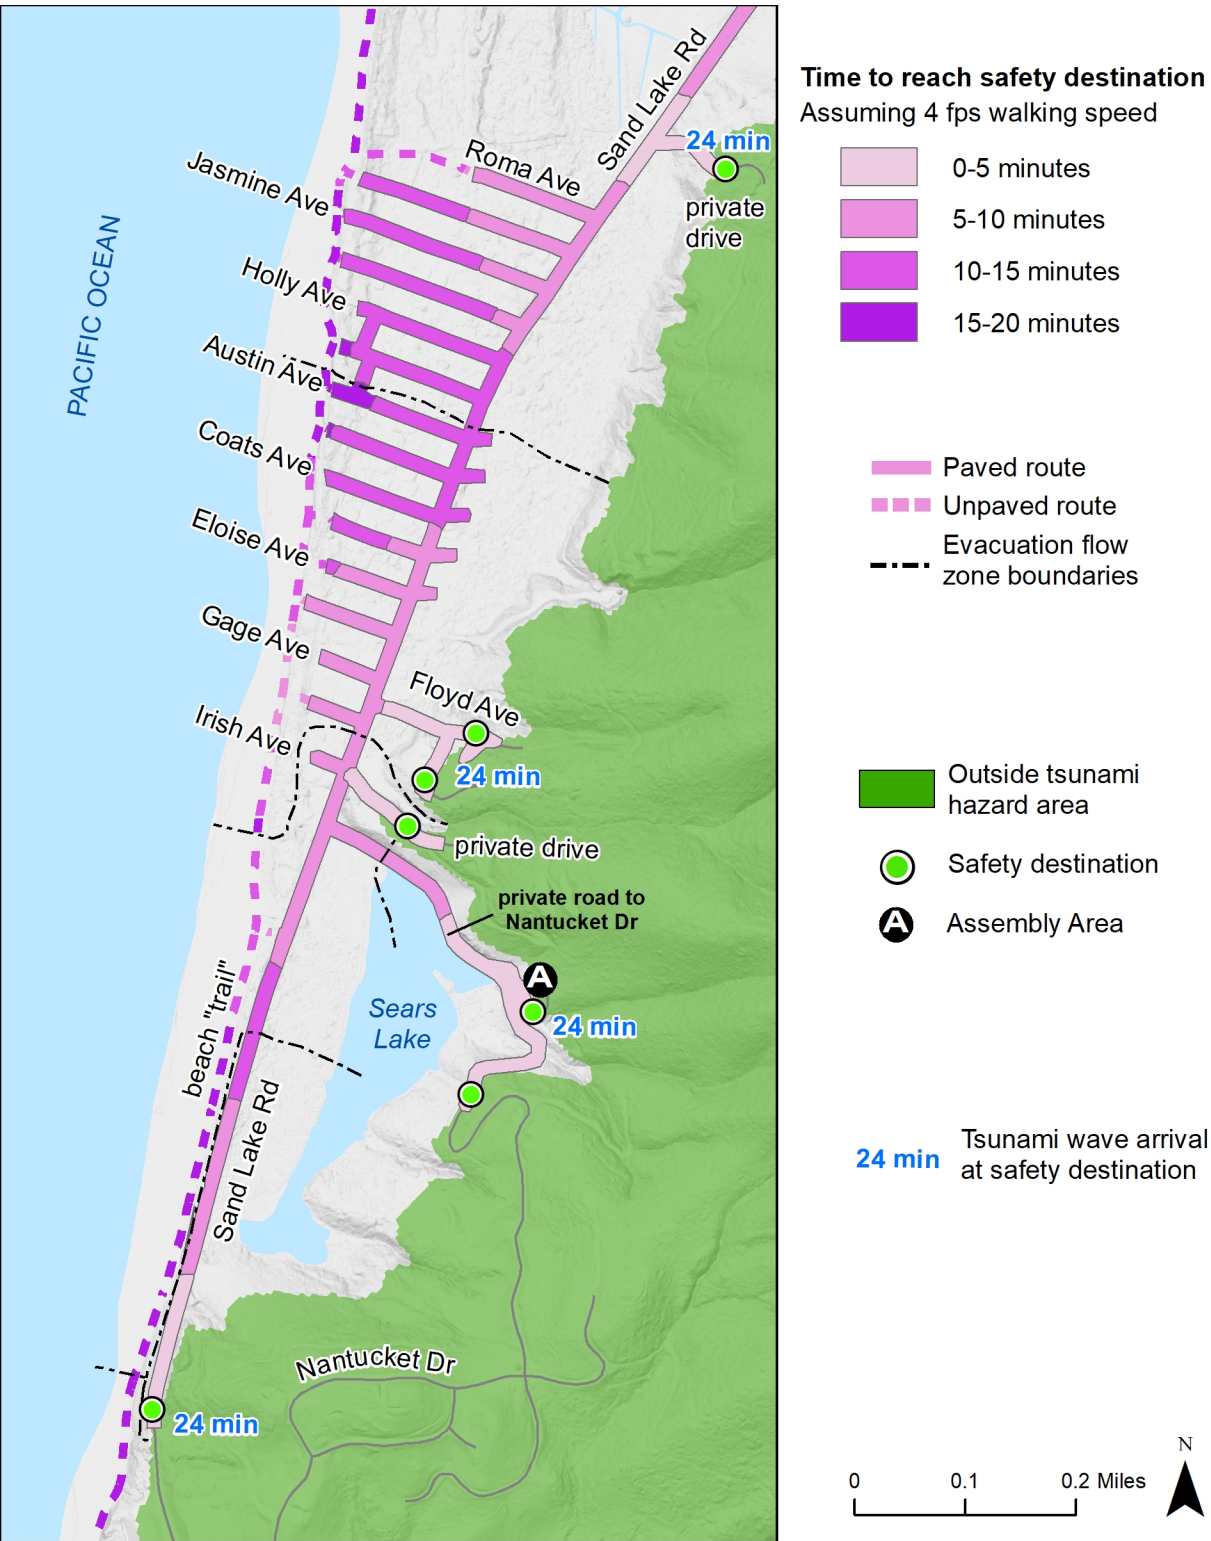 Sand Lake Rd
24 min
private
drive
Roma Ave
Jasmine Ave
Holly Ave
PACIFIC OCEAN
Austin Ave
Coats Ave
Eloise Ave
Gage Ave
Floyd Ave
Irish Ave
24 min
private drive
private road to
Nantucket Dr
A
24 min
Sears
Lake
beach "trail"
Sand Lake Rd
Nantucket Dr
24 min
Time to reach safety destination
Assuming 4 fps walking speed
0-5 minutes
5-10 minutes
10-15 minutes
15-20 minutes
Paved route
Unpaved route
Evacuation flow
zone boundaries
Outside tsunami
hazard area
Safety destination
A Assembly Area
24 min Tsunami wave arrival
at safety destination
N
0 0.1 0.2 Miles